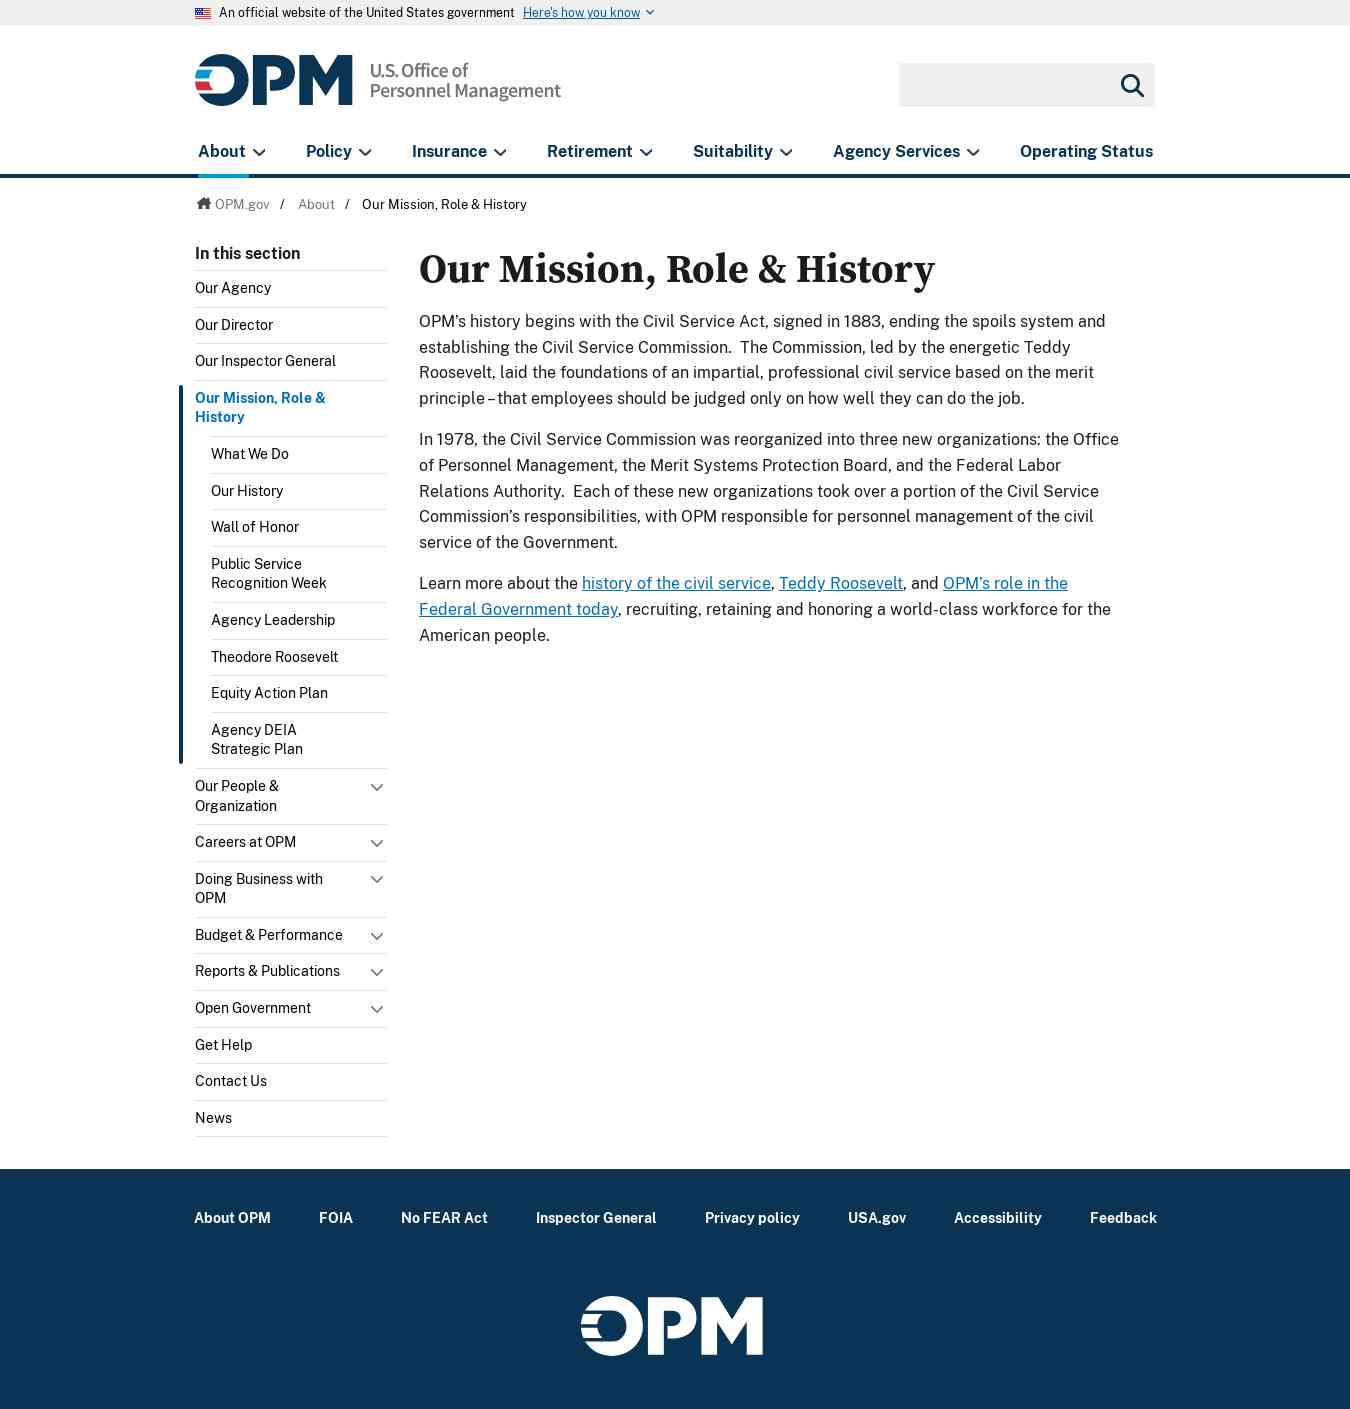 An official website of the United States government Here's how you know
OPM U.S. Office of
Personnel Management
About Policy Insurance Retirement Suitability Agency Services Operating Status
OPM.gov / About / Our Mission, Role & History
In this section
Our Agency
Our Director
Our Inspector General
Our Mission, Role &
History
What We Do
Our History
Wall of Honor
Public Service
Recognition Week
Agency Leadership
Theodore Roosevelt
Equity Action Plan
Agency DEIA
Strategic Plan
Our People &
Organization
Careers at OPM
Doing Business with
OPM
Budget & Performance
Reports & Publications
Open Government
Get Help
Contact Us
News
Our Mission, Role & History
OPM’s history begins with the Civil Service Act, signed in 1883, ending the spoils system and
establishing the Civil Service Commission.  The Commission, led by the energetic Teddy
Roosevelt, laid the foundations of an impartial, professional civil service based on the merit
principle – that employees should be judged only on how well they can do the job.
In 1978, the Civil Service Commission was reorganized into three new organizations: the Office
of Personnel Management, the Merit Systems Protection Board, and the Federal Labor
Relations Authority.  Each of these new organizations took over a portion of the Civil Service
Commission’s responsibilities, with OPM responsible for personnel management of the civil
service of the Government.
Learn more about the history of the civil service, Teddy Roosevelt, and OPM’s role in the
Federal Government today, recruiting, retaining and honoring a world-class workforce for the
American people.
About OPM FOIA No FEAR Act Inspector General Privacy policy USA.gov Accessibility Feedback
OPM